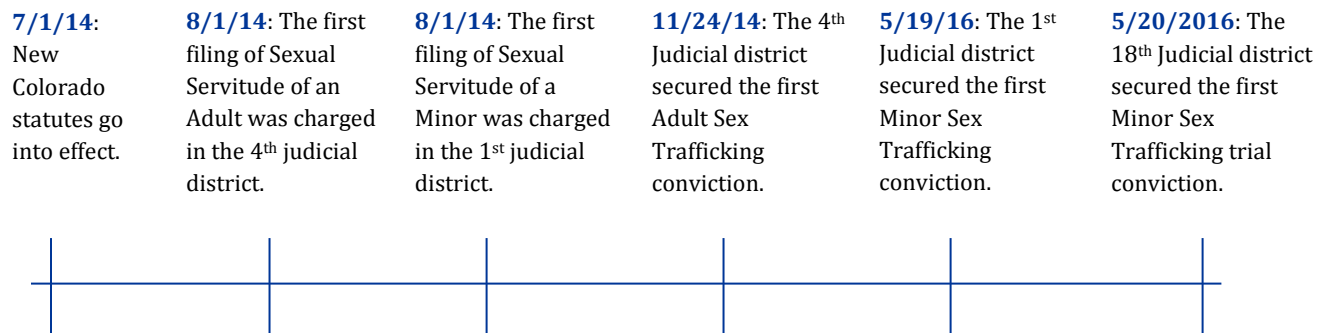 7/1/14:
New
Colorado
statutes go
into effect.
8/1/14: The first
filing of Sexual
Servitude of an
Adult was charged
in the 4th judicial
district.
8/1/14: The first
filing of Sexual
Servitude of a
Minor was charged
in the 1st judicial
district.
11/24/14: The 4th
Judicial district
secured the first
Adult Sex
Trafficking
conviction.
5/19/16: The 1st
Judicial district
secured the first
Minor Sex
Trafficking
conviction.
5/20/2016: The
18th Judicial district
secured the first
Minor Sex
Trafficking trial
conviction.